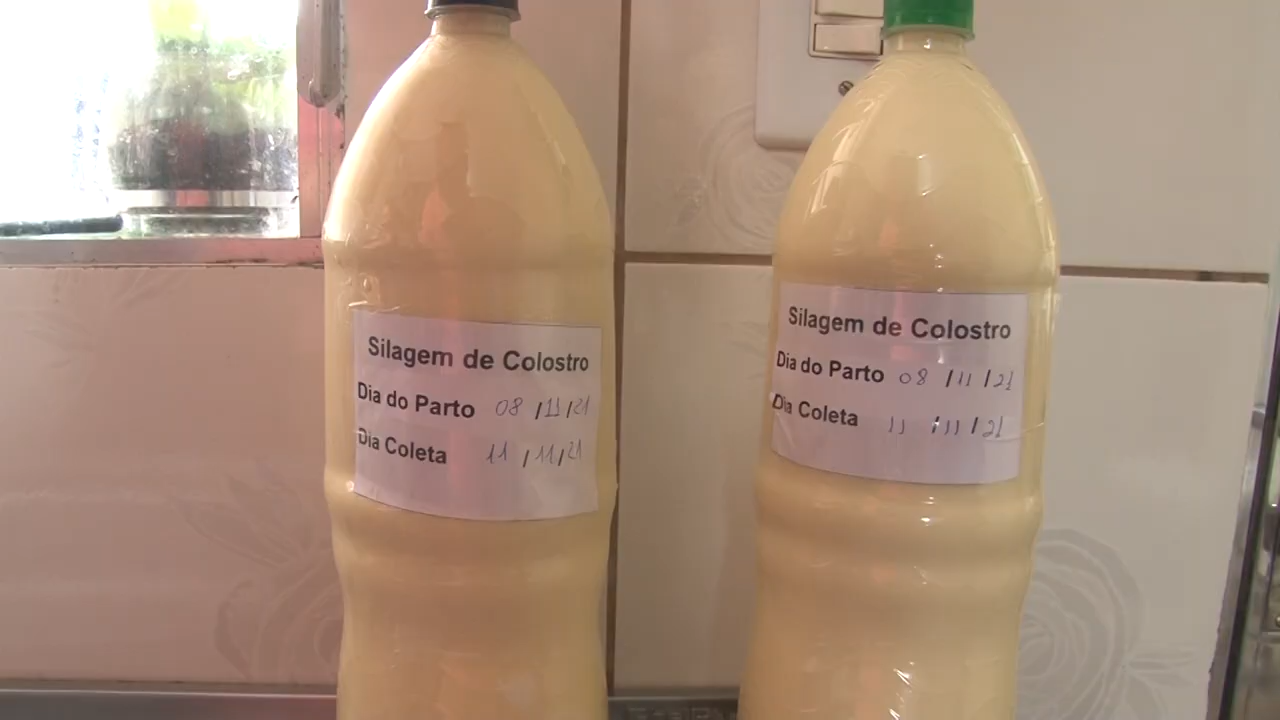 Silagem de Colostro
Dia do Parto 08 /11/21
Dia Coleta 11 /11/21
Silagem de Colostro
Dia do Parto 08 /11/21
Dia Coleta 11 /11/21